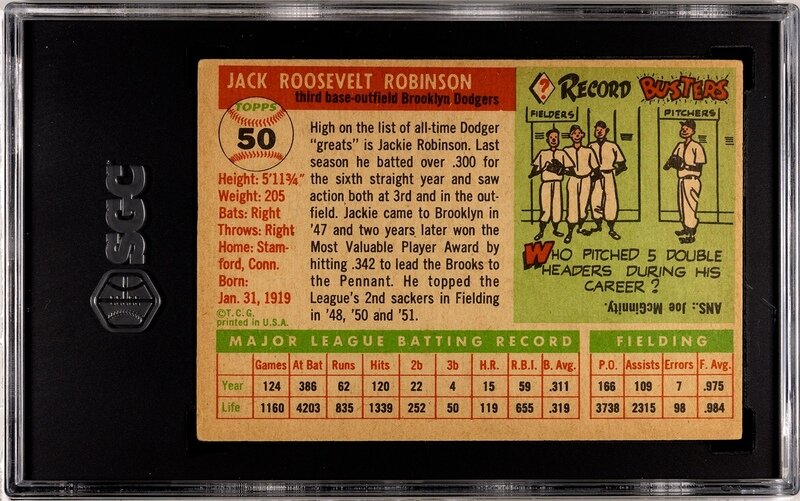 SGC
JACK ROOSEVELT ROBINSON
third base-outfield Brooklyn Dodgers
TOPPS
50
Height: 5'11¾"
Weight: 205
Bats: Right
Throws: Right
Home: Stam-
ford, Conn.
Born:
Jan. 31, 1919
©T.C.G.
printed in U.S.A.
High on the list of all-time Dodger
"greats" is Jackie Robinson. Last
season he batted over .300 for
the sixth straight year and saw
action both at 3rd and in the out-
field. Jackie came to Brooklyn in
'47 and two years later won the
Most Valuable Player Award by
hitting .342 to lead the Brooks to
the Pennant. He topped the
League's 2nd sackers in Fielding
in '48, '50 and '51.
? RECORD BUSTERS
FIELDERS
PITCHERS
WHO PITCHED 5 DOUBLE
HEADERS DURING HIS
CAREER?
ANS.: Joe McGinnity.
MAJOR LEAGUE BATTING RECORD
FIELDING
Games At Bat Runs Hits 2b 3b H.R. R.B.I. B. Avg. P.O. Assists Errors F. Avg.
Year 124 386 62 120 22 4 15 59 .311 166 109 7 .975
Life 1160 4203 835 1339 252 50 119 655 .319 3738 2315 98 .984